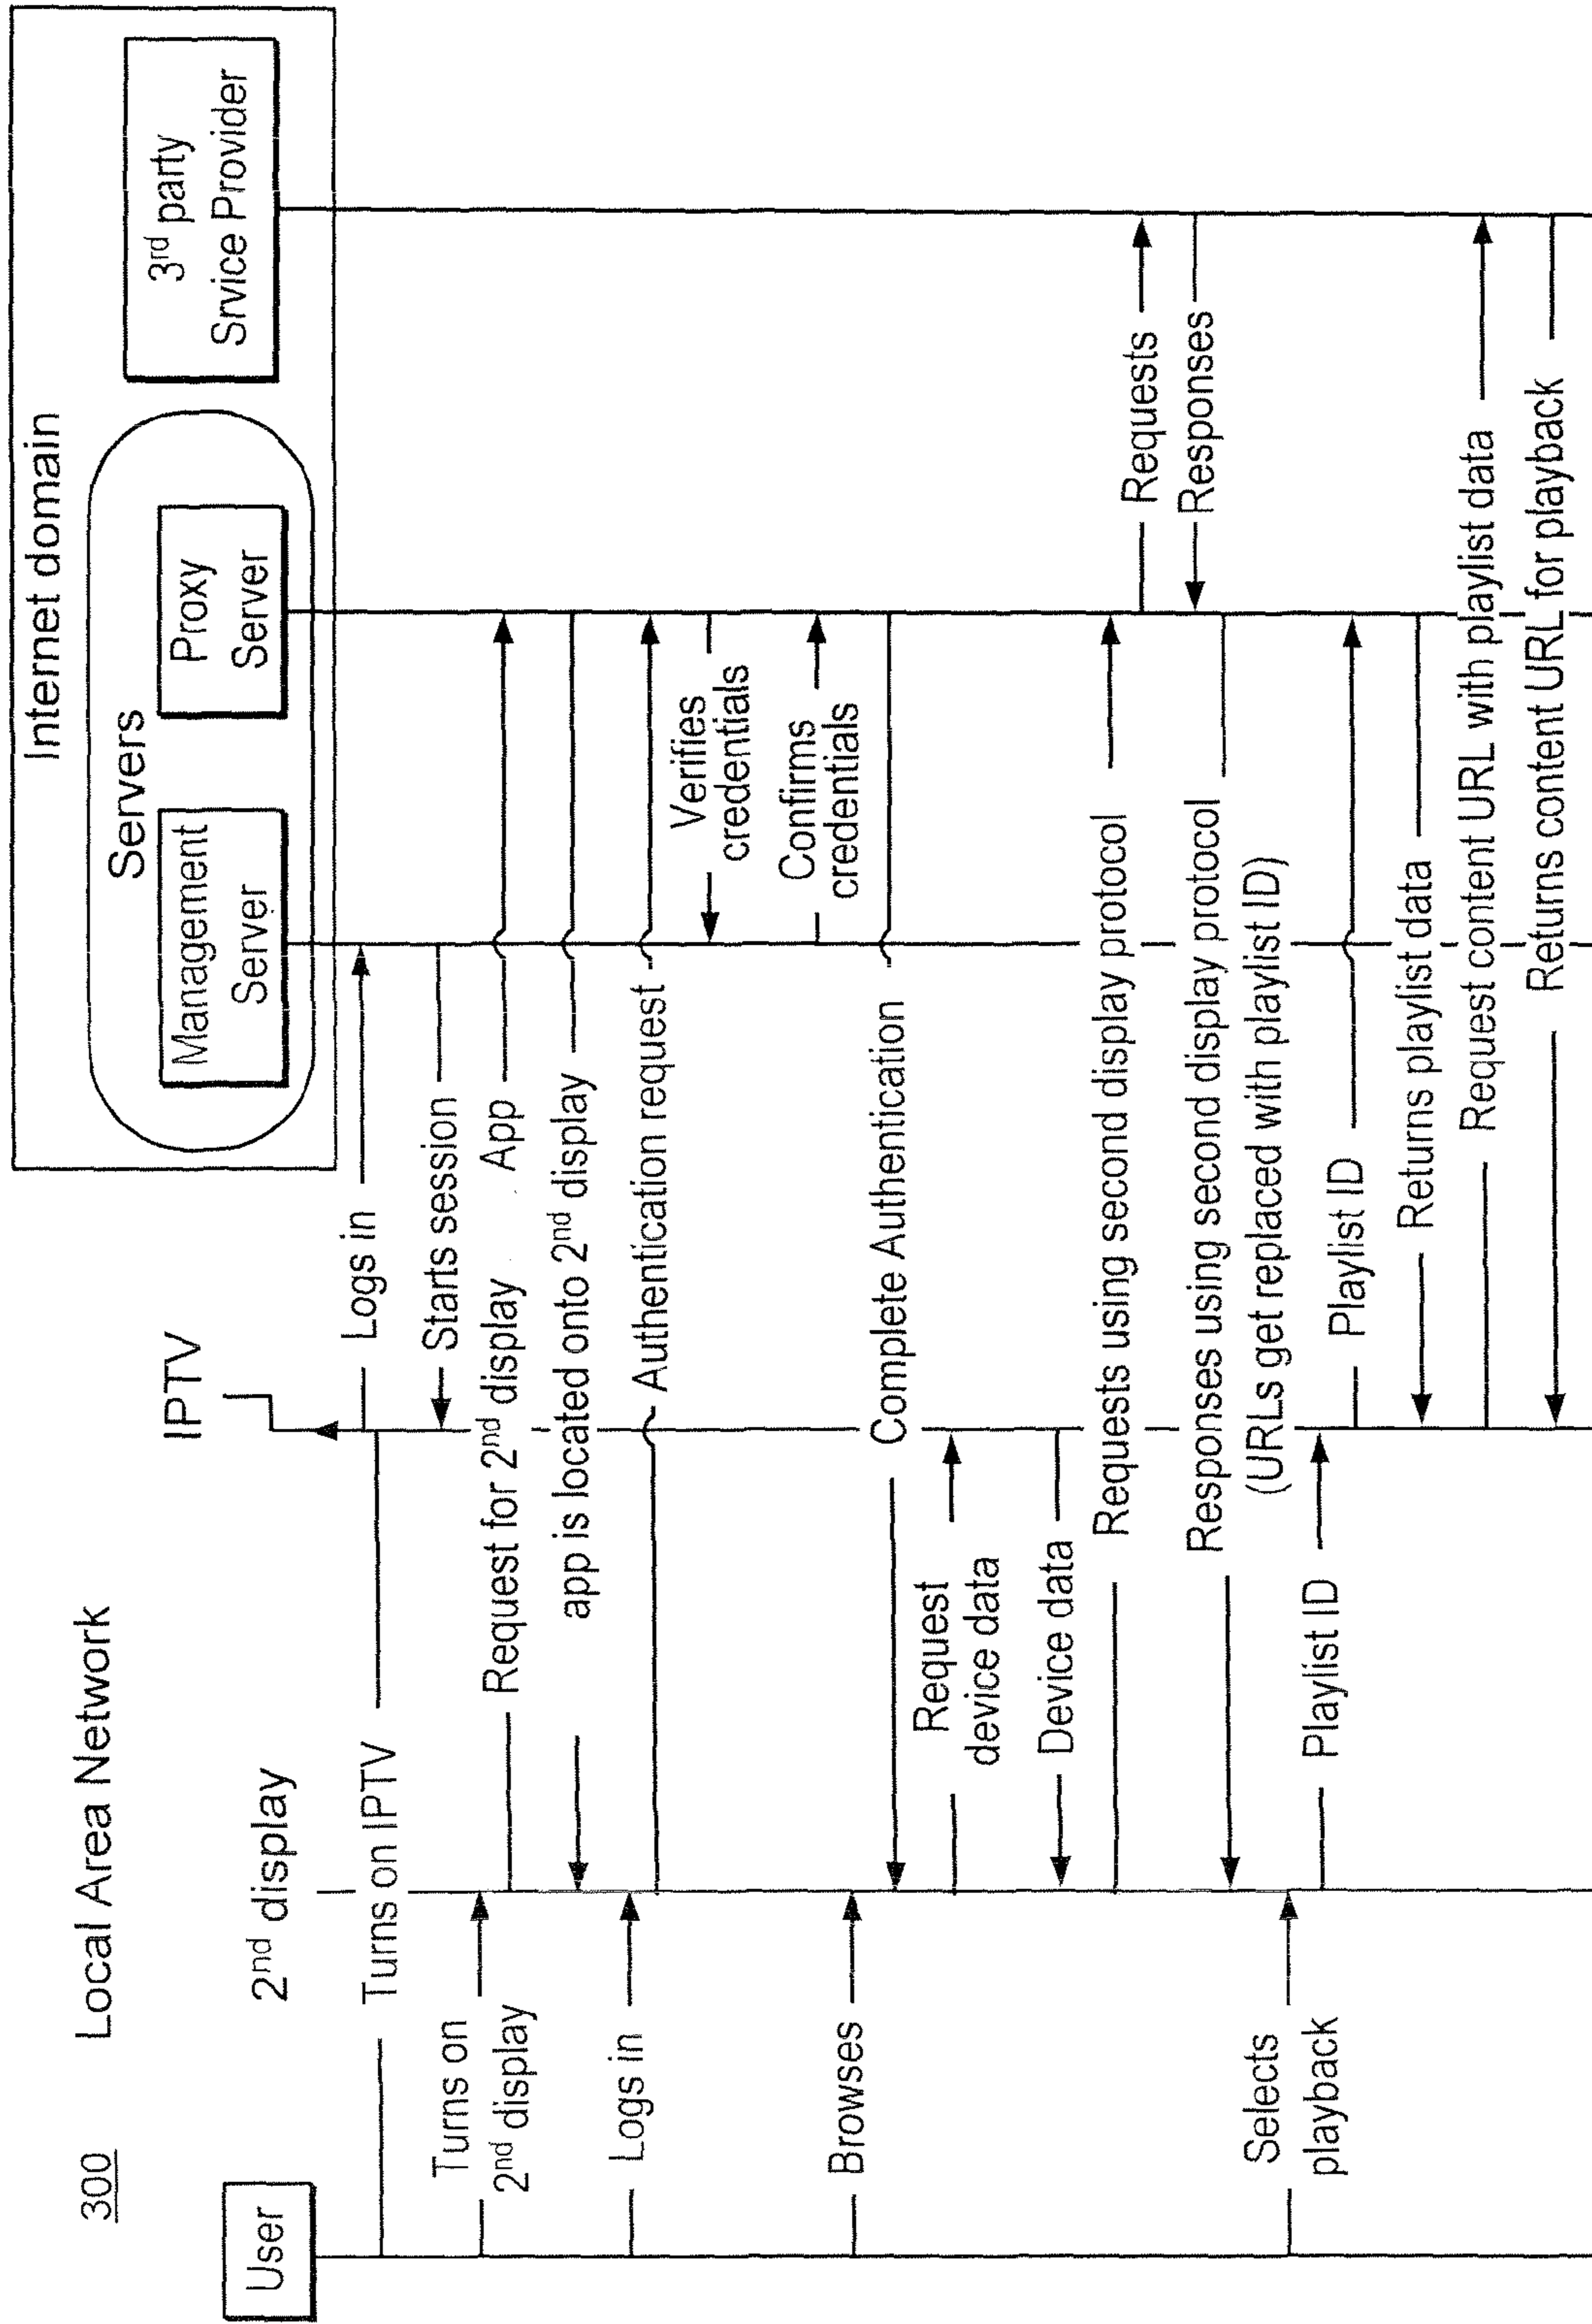 300
Local Area Network
Internet domain
Servers
User
2nd display
IPTV
Management
Server
Proxy
Server
3rd party
Srvice Provider
Turns on IPTV
Logs in
Starts session
Turns on
2nd display
Request for 2nd display App
app is located onto 2nd display
Logs in
Authentication request
Verifies
credentials
Confirms
credentials
Browses
Complete Authentication
Request
device data
Device data
Requests using second display protocol
Requests
Responses
Responses using second display protocol
(URLs get replaced with playlist ID)
Selects
playback
Playlist ID
Playlist ID
Returns playlist data
Request content URL with playlist data
Returns content URL for playback